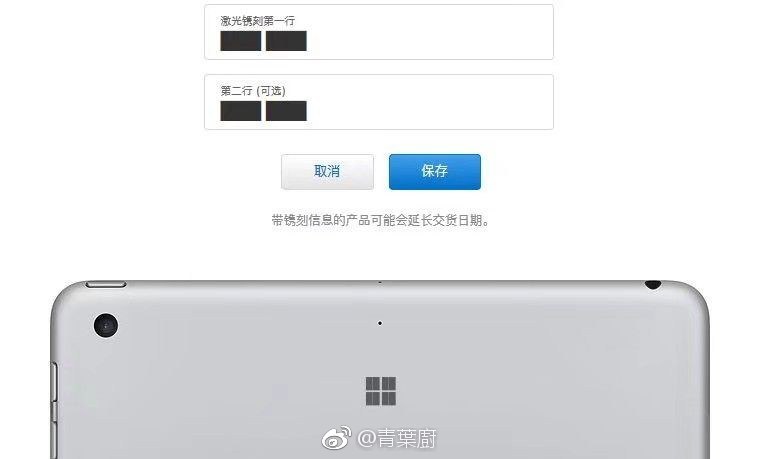 激光镌刻第一行
第二行 (可选)
取消 保存
带镌刻信息的产品可能会延长交货日期。
@青葉廚